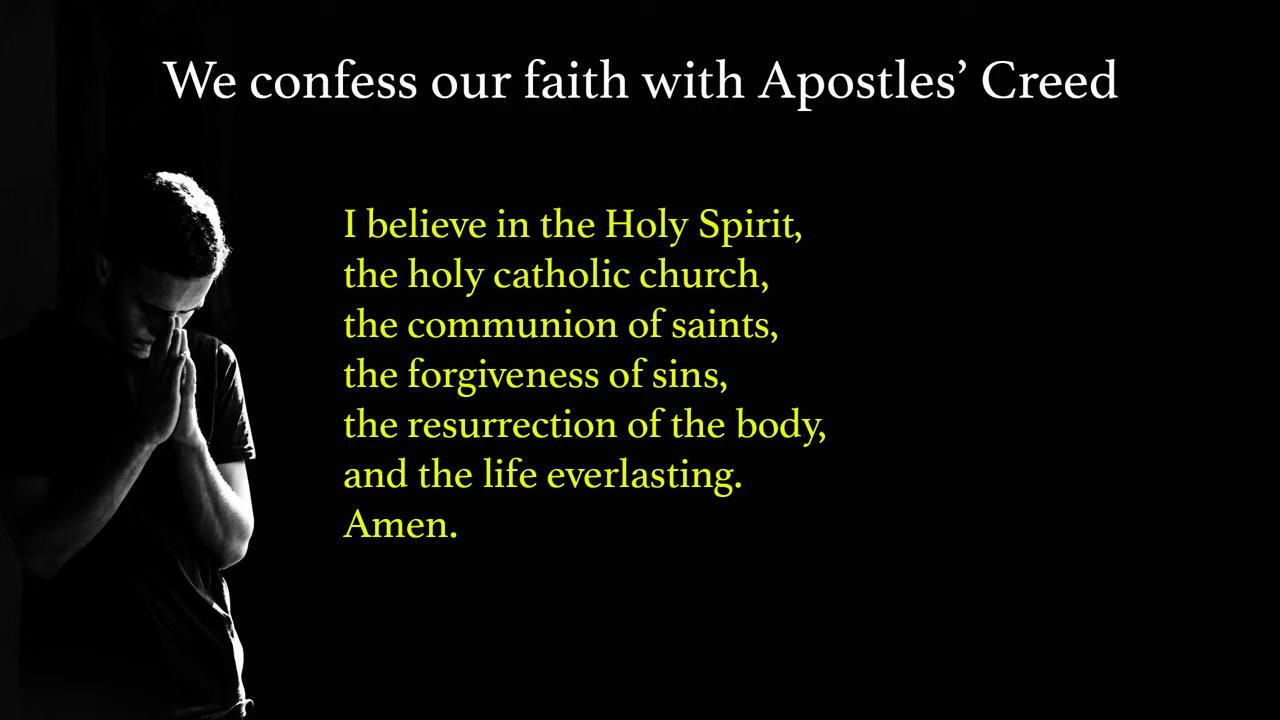 We confess our faith with Apostles’ Creed
I believe in the Holy Spirit,
the holy catholic church,
the communion of saints,
the forgiveness of sins,
the resurrection of the body,
and the life everlasting.
Amen.